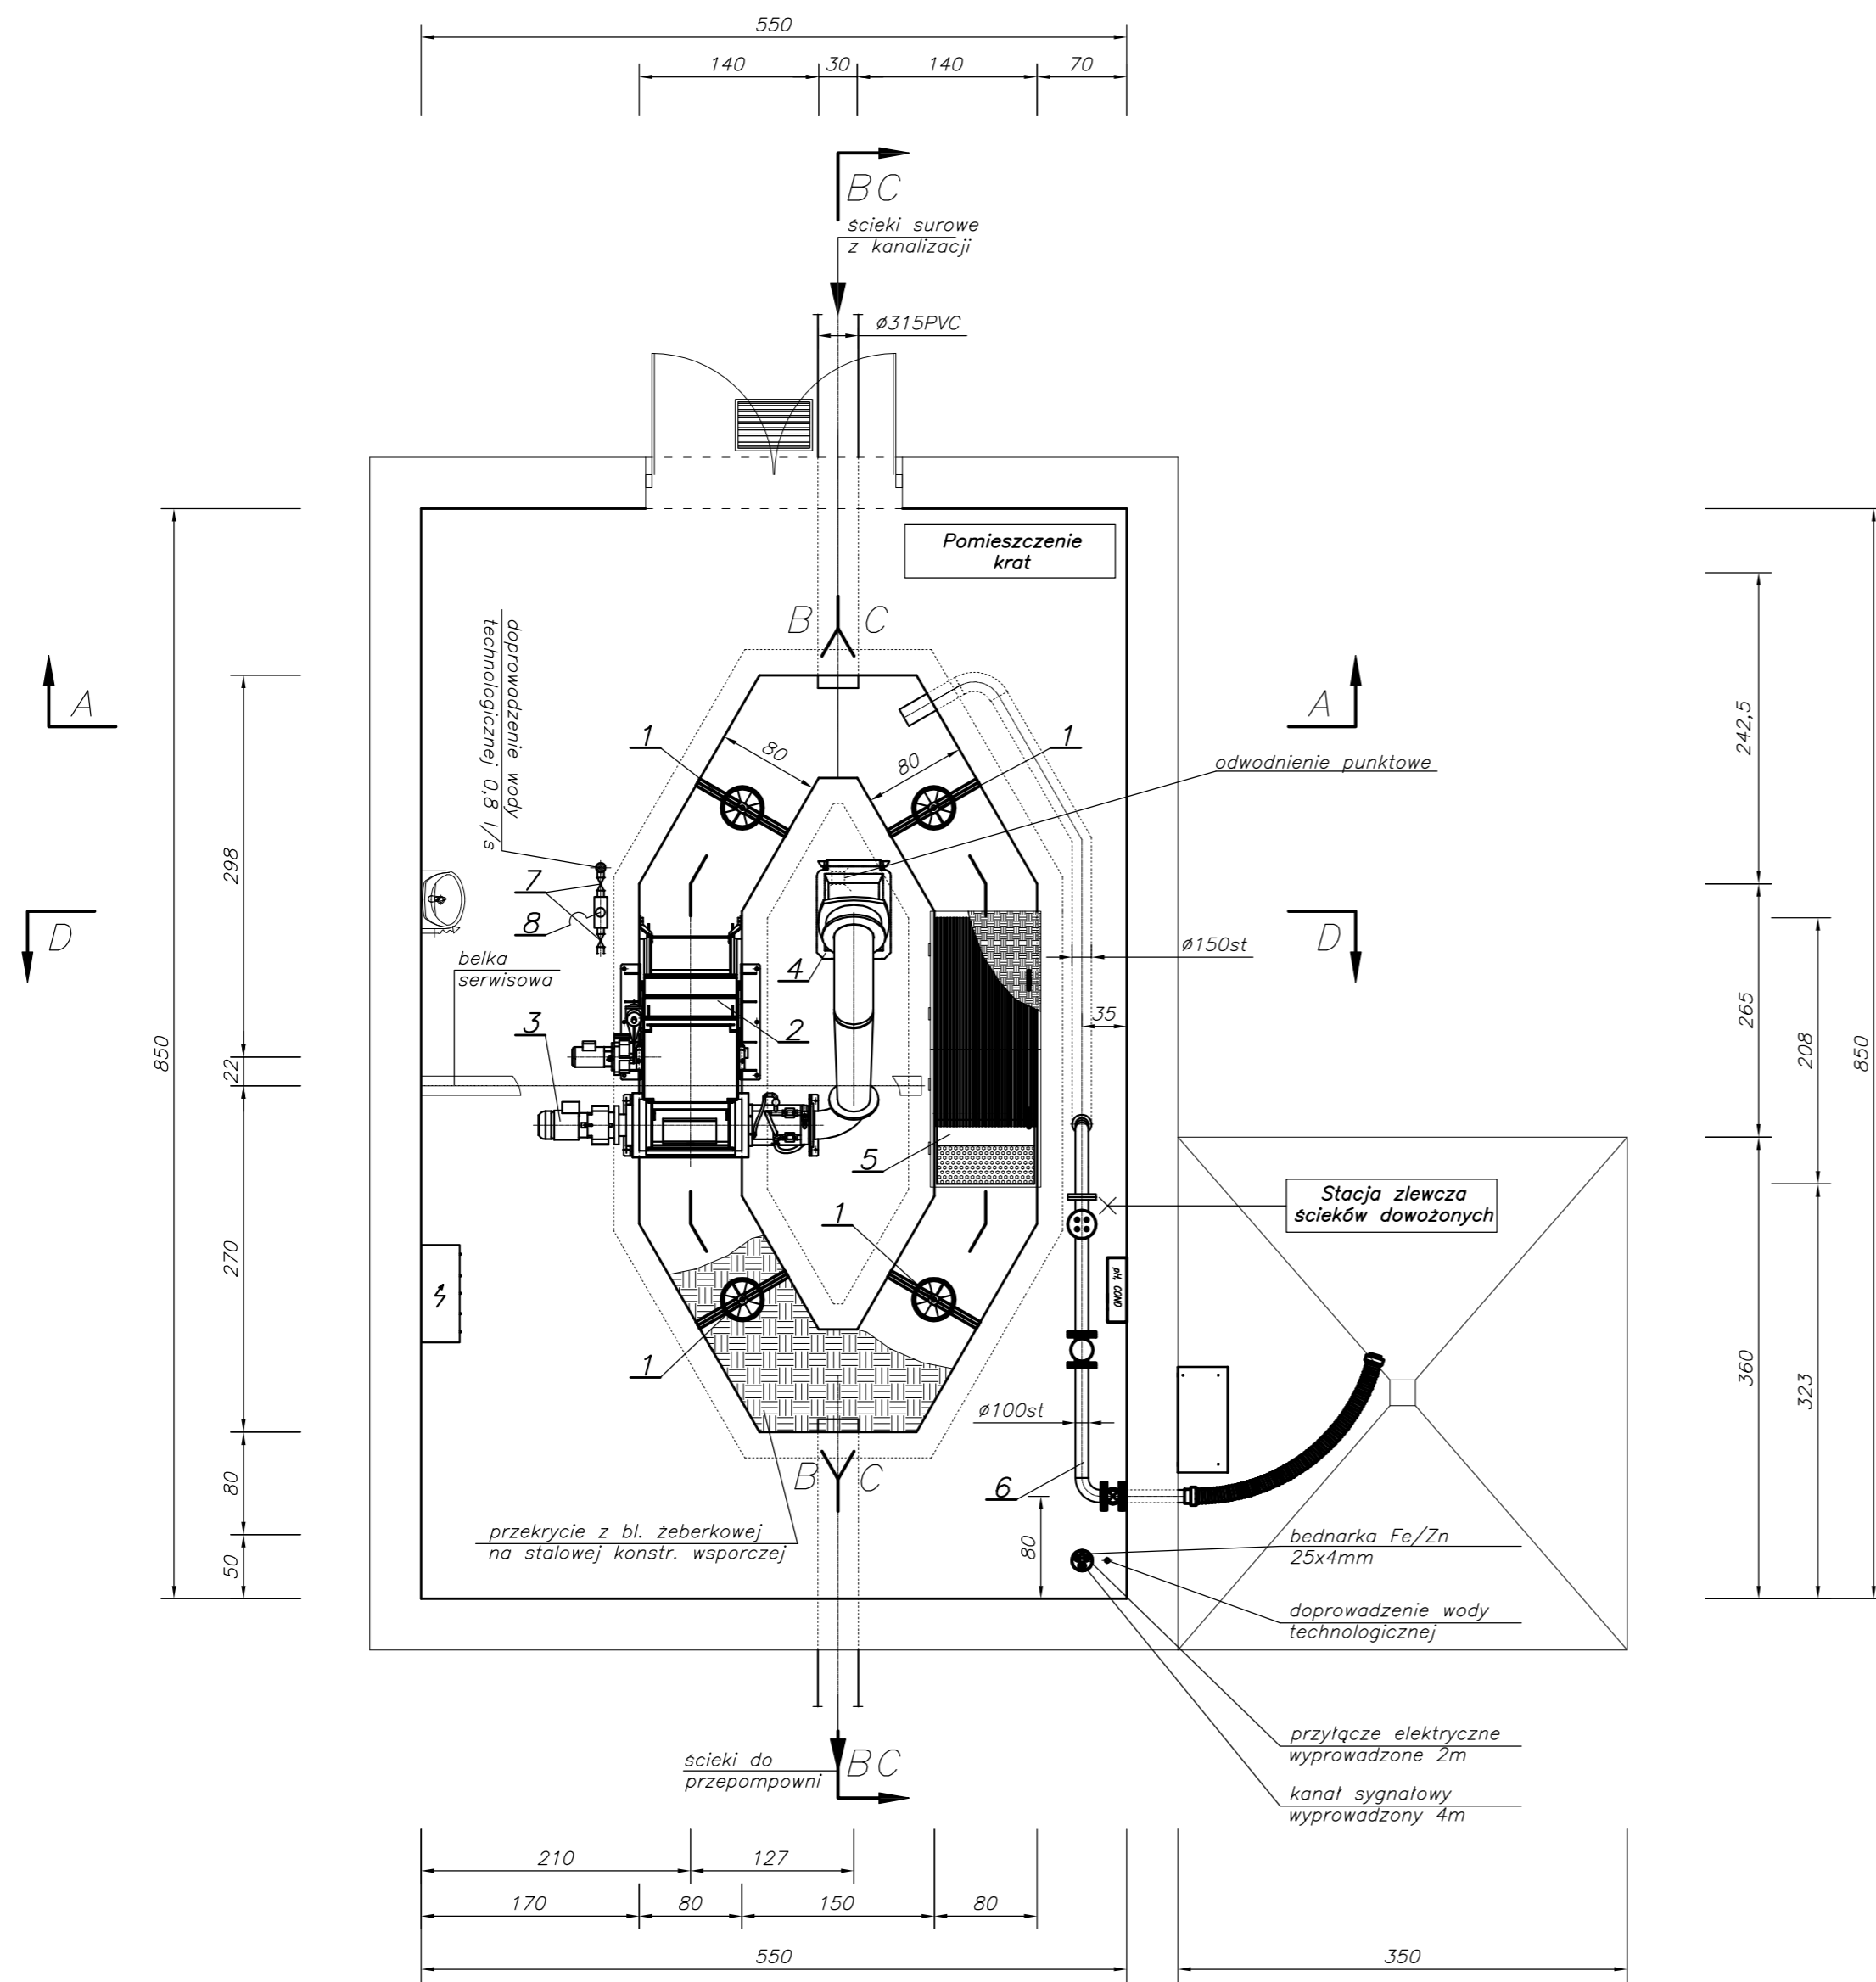 550
140 30 140 70
BC
ścieki surowe
z kanalizacji
ø315PVC
Pomieszczenie
krat
B C
doprowadzenie wody
technologicznej 0,8 l/s
A
A
1
80
80
1
odwodnienie punktowe
242,5
850
298
7
8
D
D
belka
serwisowa
4
ø150st
2
3
35
265
208
850
22
5
Stacja zlewcza
ścieków dowożonych
1
270
pH, COND
1
360
323
ø100st
B C
6
80
przekrycie z bl. żeberkowej
na stalowej konstr. wsporczej
80
bednarka Fe/Zn
25x4mm
50
doprowadzenie wody
technologicznej
przyłącze elektryczne
wyprowadzone 2m
ścieki do
przepompowni
BC
kanał sygnałowy
wyprowadzony 4m
210 127
170 80 150 80
550 350